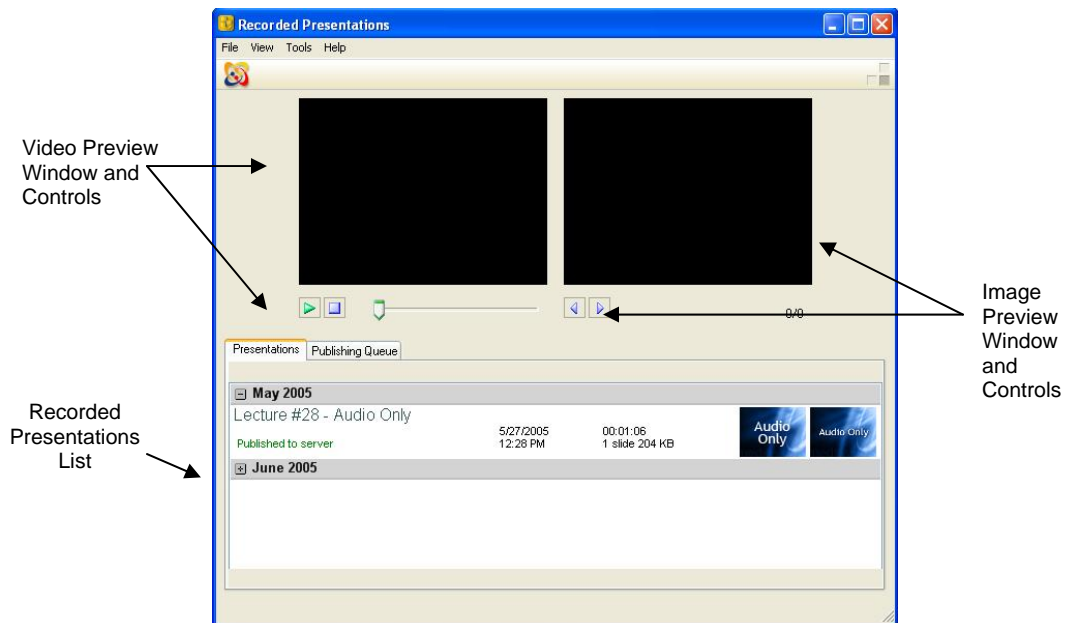 Recorded Presentations
File View Tools Help
Video Preview
Window and
Controls
0/0
Image
Preview
Window
and
Controls
Presentations Publishing Queue
May 2005
Lecture #28 - Audio Only
Published to server
5/27/2005
12:28 PM
00:01:06
1 slide 204 KB
Audio
Only
Audio Only
June 2005
Recorded
Presentations
List